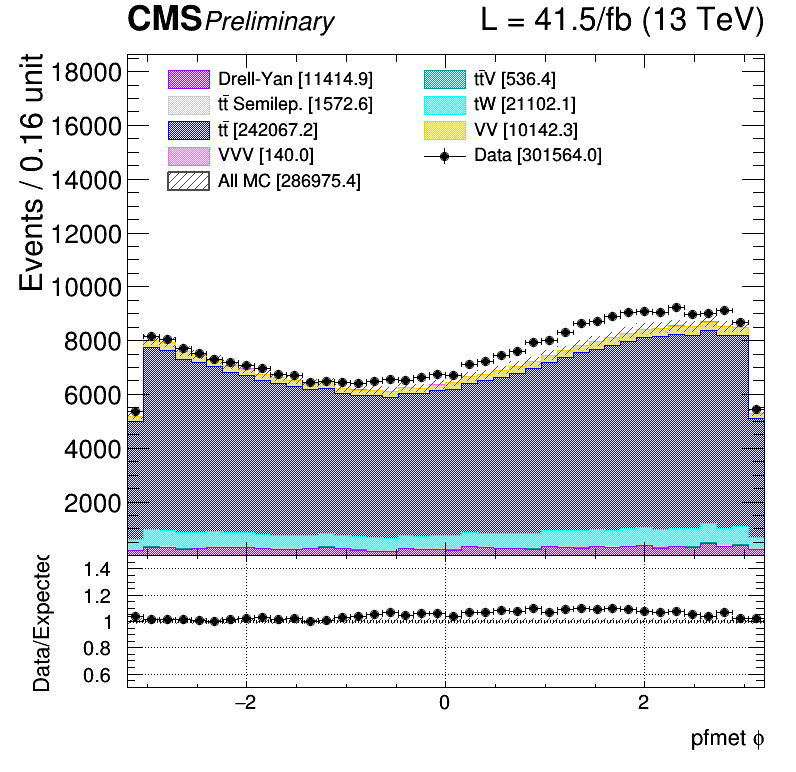 CMS Preliminary L = 41.5/fb (13 TeV)
Events / 0.16 unit
18000
16000
14000
12000
10000
8000
6000
4000
2000
Drell-Yan [11414.9]
tt̄ Semilep. [1572.6]
tt̄ [242067.2]
VVV [140.0]
All MC [286975.4]
tt̄V [536.4]
tW [21102.1]
VV [10142.3]
Data [301564.0]
Data/Expected
1.4
1.2
1
0.8
0.6
−2 0 2
pfmet ϕ